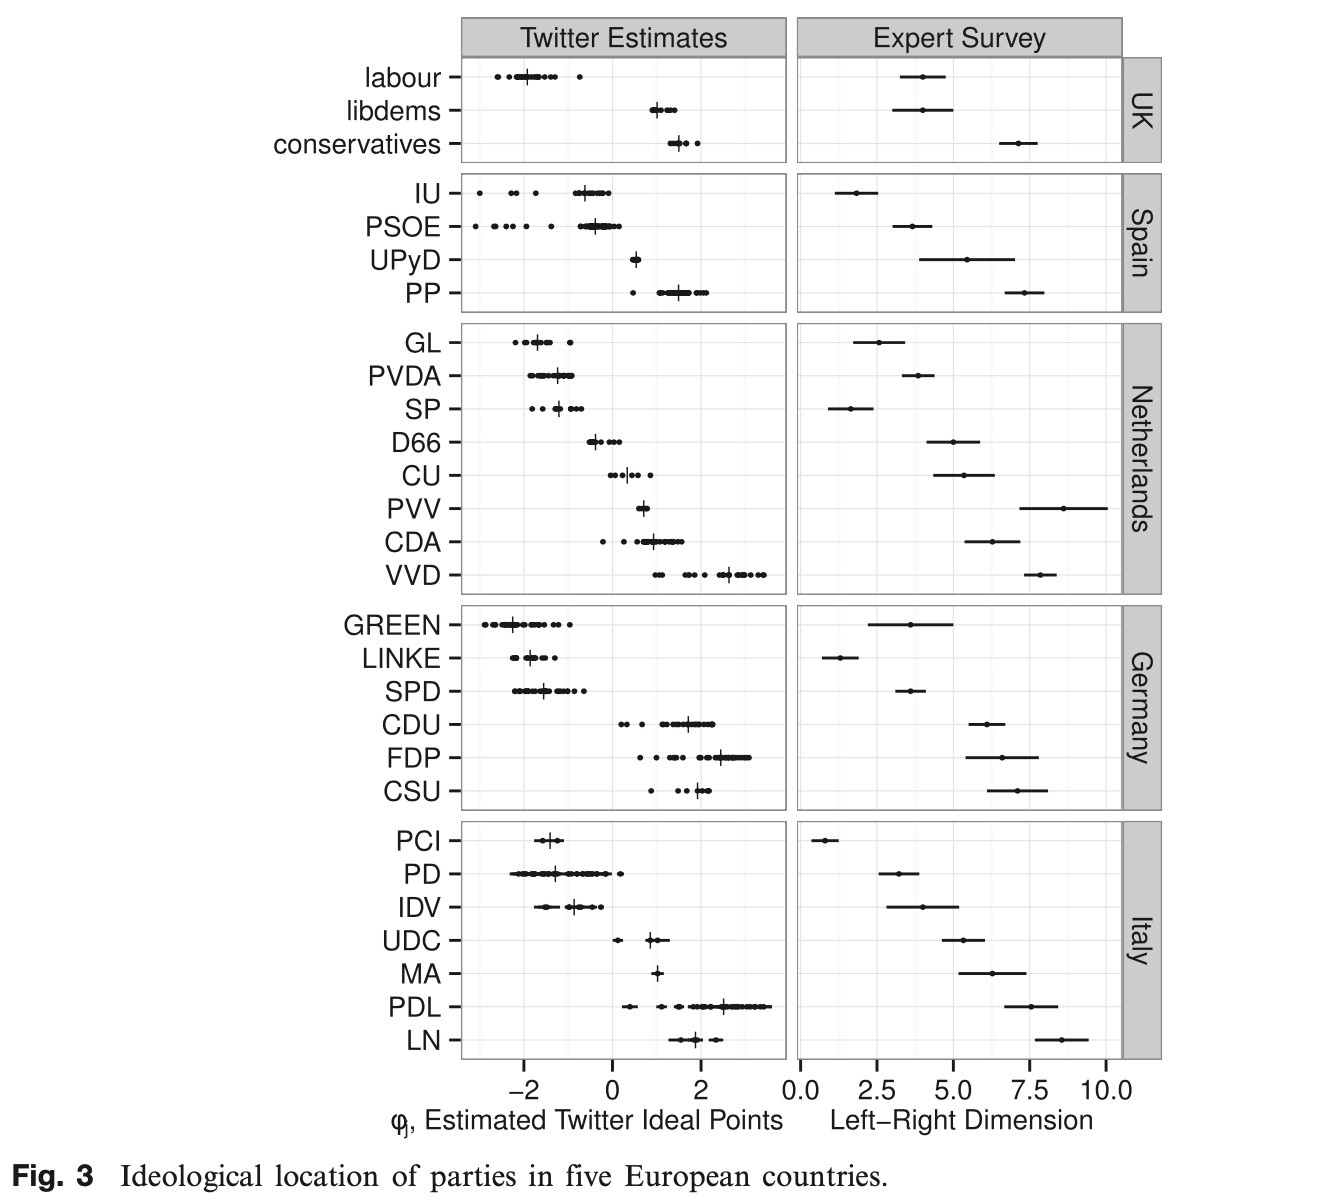 Twitter Estimates Expert Survey
labour
libdems
conservatives
UK
IU
PSOE
UPyD
PP
Spain
GL
PVDA
SP
D66
CU
PVV
CDA
VVD
Netherlands
GREEN
LINKE
SPD
CDU
FDP
CSU
Germany
PCI
PD
IDV
UDC
MA
PDL
LN
Italy
−2 0 2 0.0 2.5 5.0 7.5 10.0
φj, Estimated Twitter Ideal Points Left−Right Dimension
Fig. 3 Ideological location of parties in five European countries.